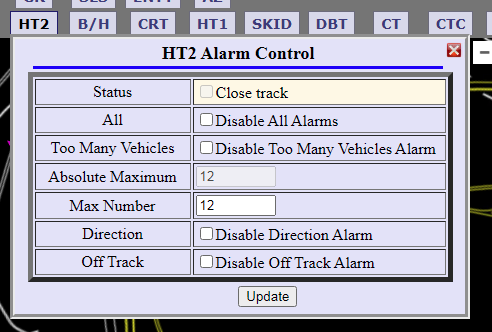 HT2 B/H CRT HT1 SKID DBT CT CTC
HT2 Alarm Control
Status Close track
All Disable All Alarms
Too Many Vehicles Disable Too Many Vehicles Alarm
Absolute Maximum 12
Max Number 12
Direction Disable Direction Alarm
Off Track Disable Off Track Alarm
Update